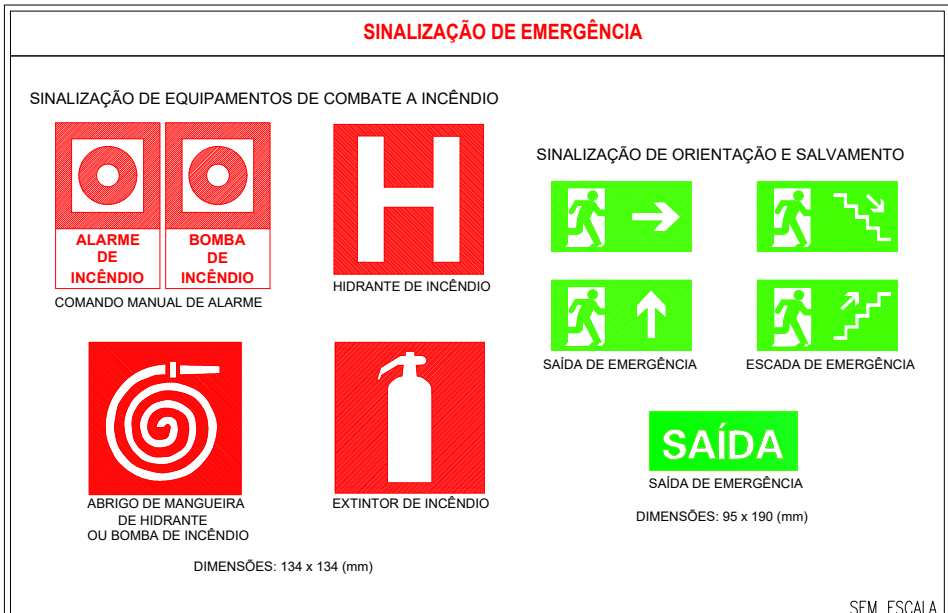 SINALIZAÇÃO DE EMERGÊNCIA
SINALIZAÇÃO DE EQUIPAMENTOS DE COMBATE A INCÊNDIO
ALARME
DE
INCÊNDIO
BOMBA
DE
INCÊNDIO
COMANDO MANUAL DE ALARME
H
HIDRANTE DE INCÊNDIO
ABRIGO DE MANGUEIRA
DE HIDRANTE
OU BOMBA DE INCÊNDIO
EXTINTOR DE INCÊNDIO
DIMENSÕES: 134 x 134 (mm)
SINALIZAÇÃO DE ORIENTAÇÃO E SALVAMENTO
SAÍDA DE EMERGÊNCIA
ESCADA DE EMERGÊNCIA
SAÍDA
SAÍDA DE EMERGÊNCIA
DIMENSÕES: 95 x 190 (mm)
SEM ESCALA